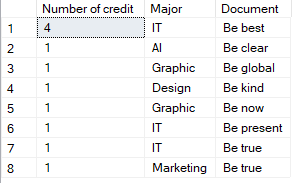 Number of credit Major Document
1 4 IT Be best
2 1 AI Be clear
3 1 Graphic Be global
4 1 Design Be kind
5 1 Graphic Be now
6 1 IT Be present
7 1 IT Be true
8 1 Marketing Be true